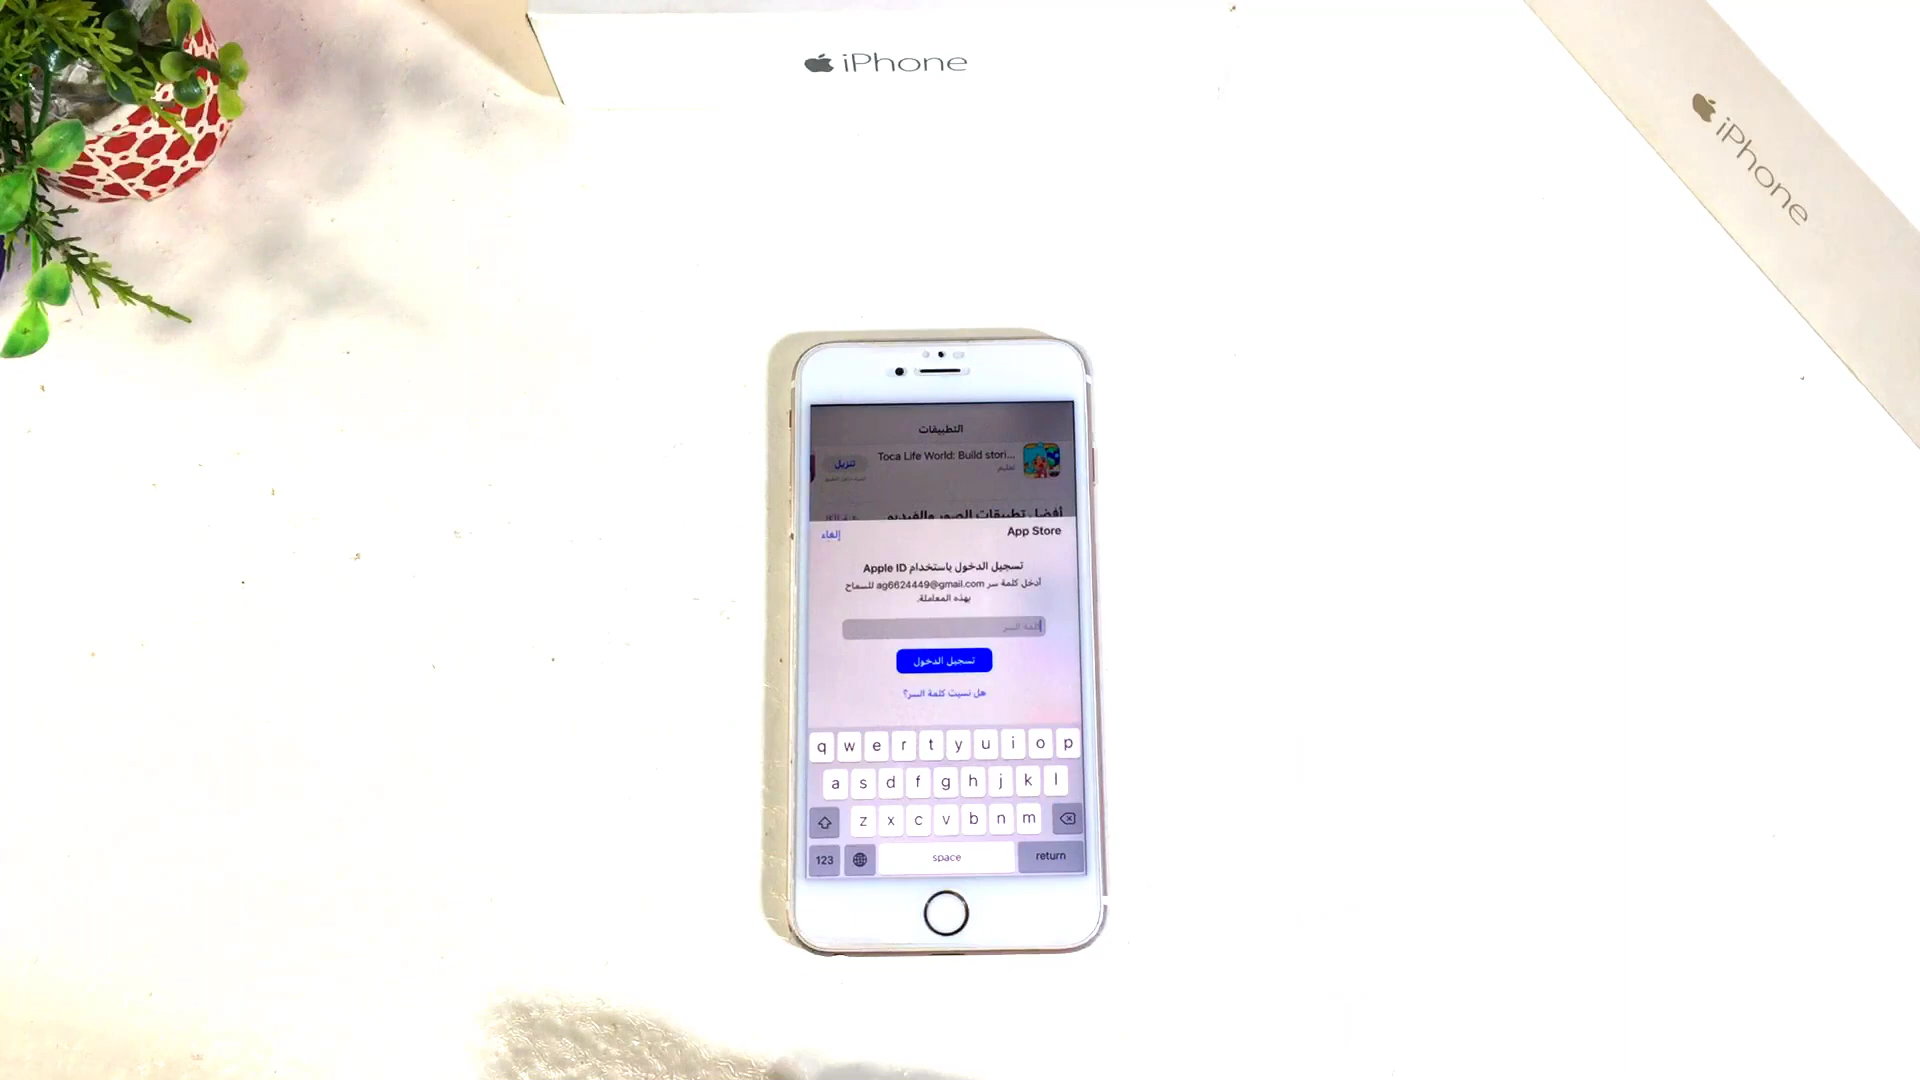 iPhone
iPhone
التطبيقات
Toca Life World: Build stori...
تعليم
تنزيل
أفضل تطبيقات الصور والفيديو
App Store
إلغاء
تسجيل الدخول باستخدام Apple ID
أدخل كلمة سر ag6624449@gmail.com للسماح
بهذه المعاملة.
كلمة السر
تسجيل الدخول
هل نسيت كلمة السر؟
q w e r t y u i o p
a s d f g h j k l
z x c v b n m
123 space return